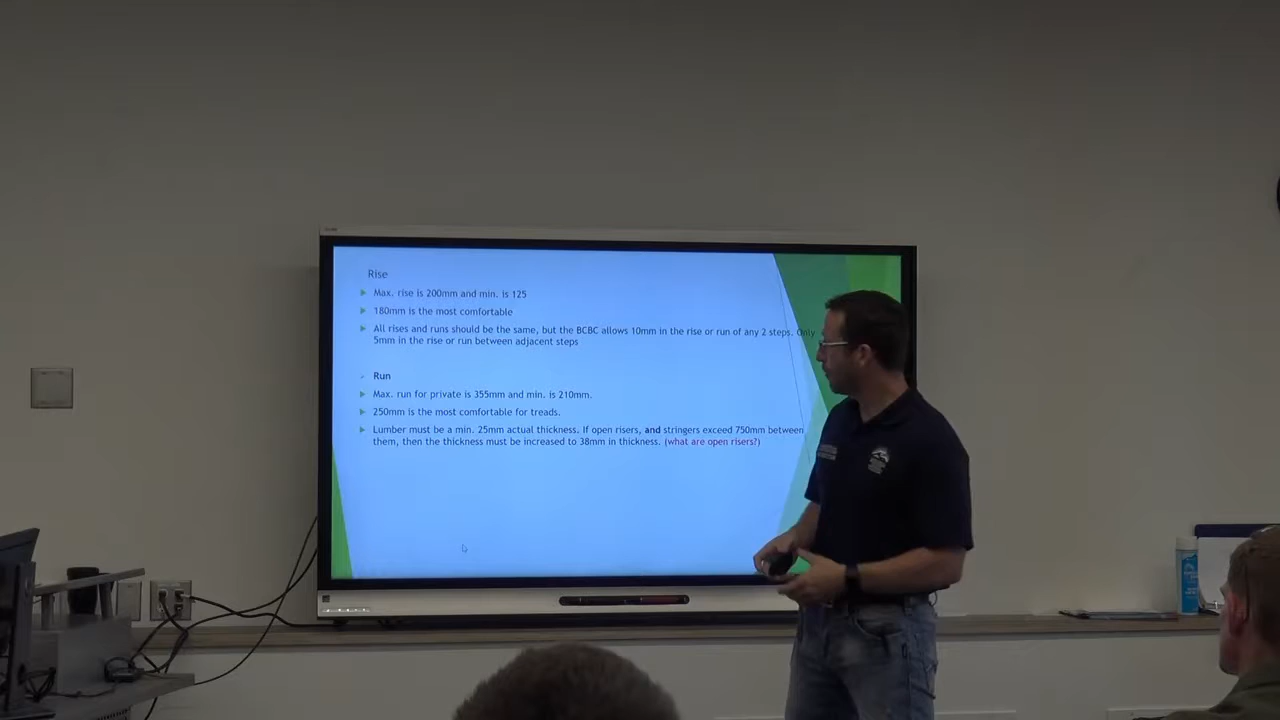 Rise
Max. rise is 200mm and min. is 125
180mm is the most comfortable
All rises and runs should be the same, but the BCBC allows 10mm in the rise or run of any 2 steps. Only
5mm in the rise or run between adjacent steps
Run
Max. run for private is 355mm and min. is 210mm.
250mm is the most comfortable for treads.
Lumber must be a min. 25mm actual thickness. If open risers, and stringers exceed 750mm between
them, then the thickness must be increased to 38mm in thickness. (what are open risers?)